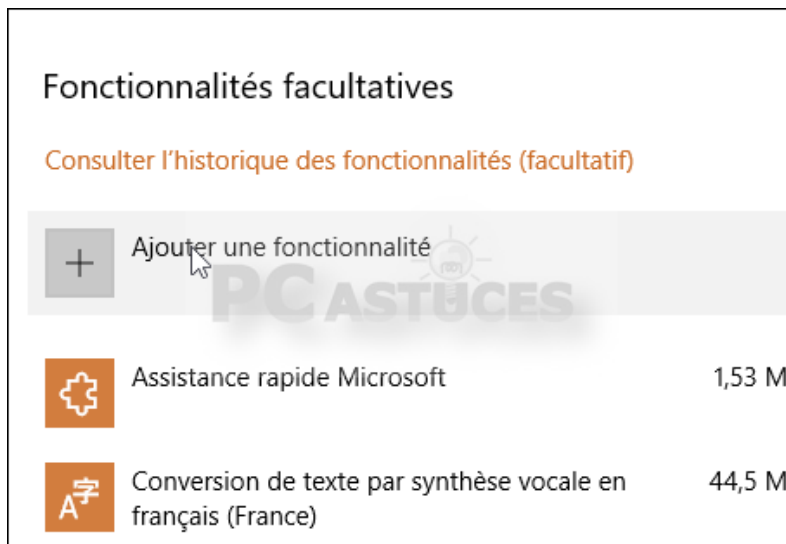 Fonctionnalités facultatives
Consulter l'historique des fonctionnalités (facultatif)
Ajouter une fonctionnalité
PC ASTUCES
Assistance rapide Microsoft 1,53 M
Conversion de texte par synthèse vocale en 44,5 M
français (France)